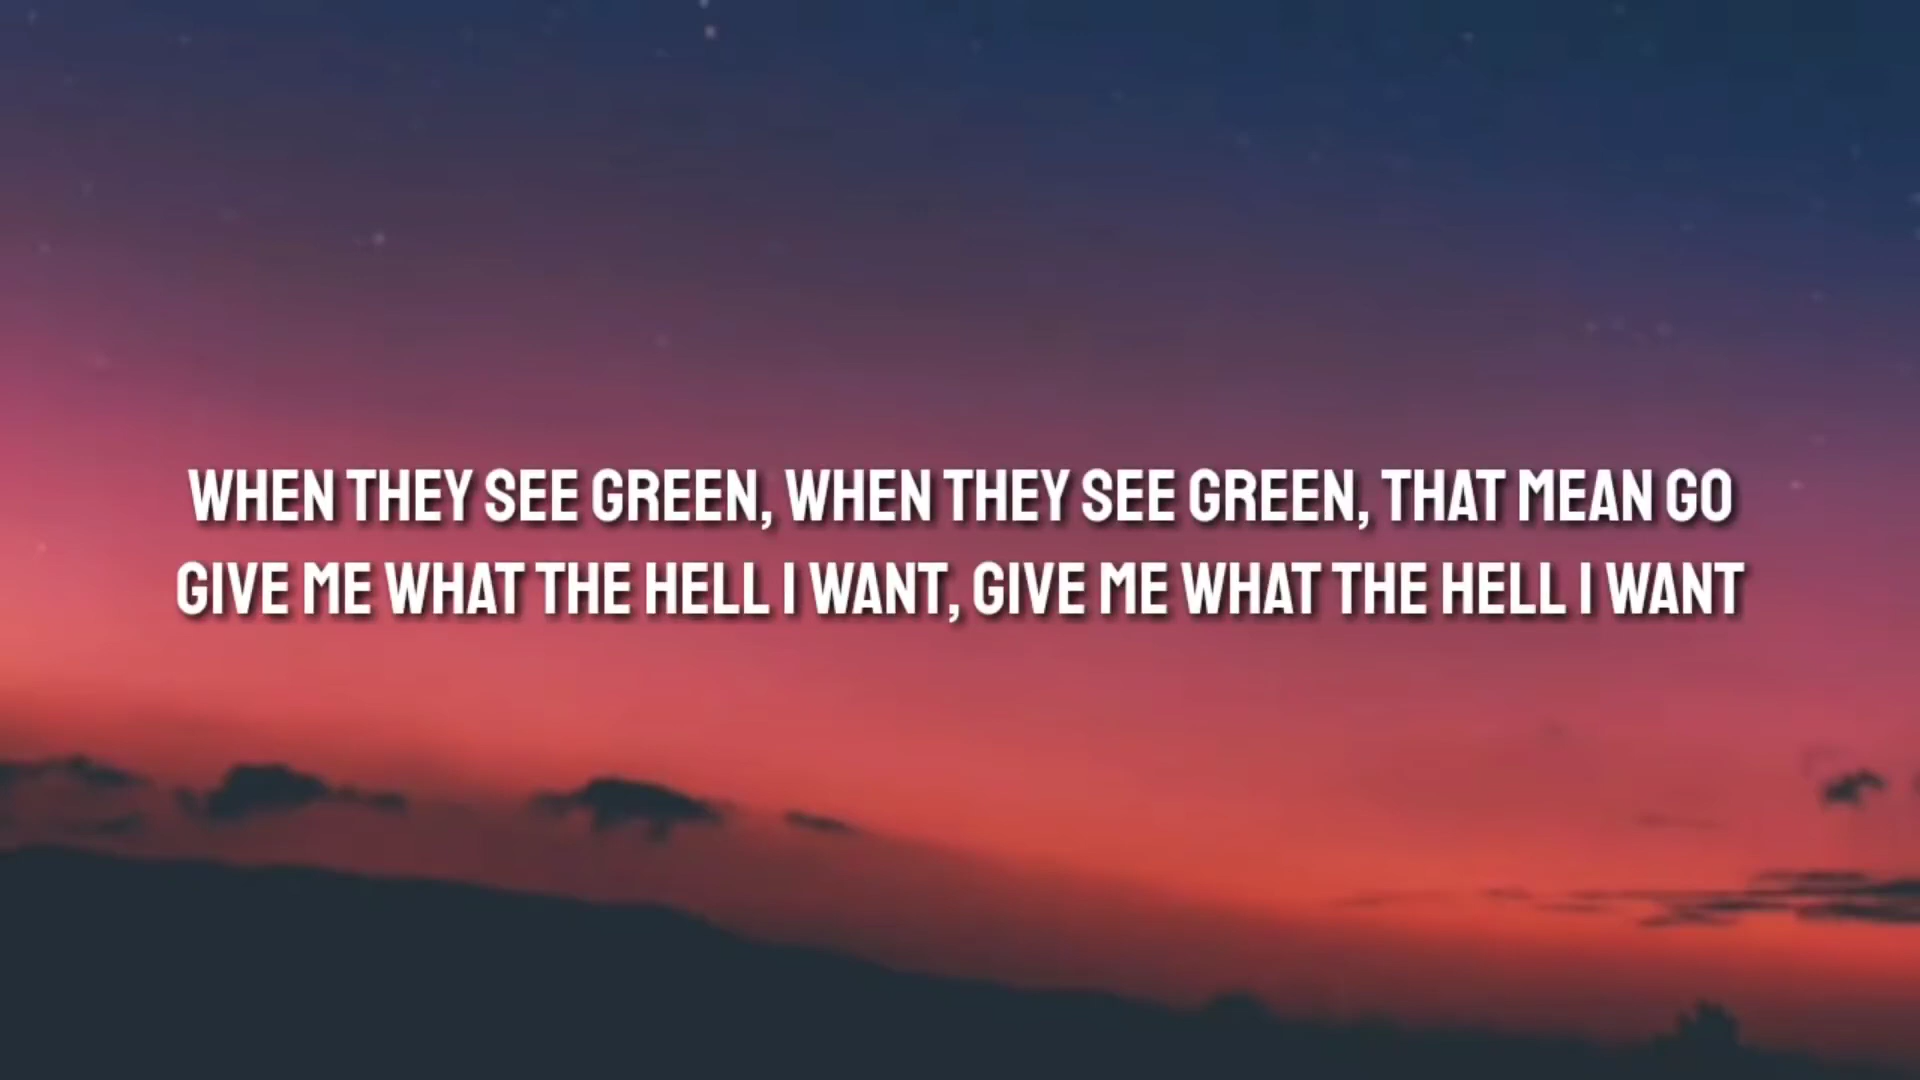 WHEN THEY SEE GREEN, WHEN THEY SEE GREEN, THAT MEAN GO
GIVE ME WHAT THE HELL I WANT, GIVE ME WHAT THE HELL I WANT